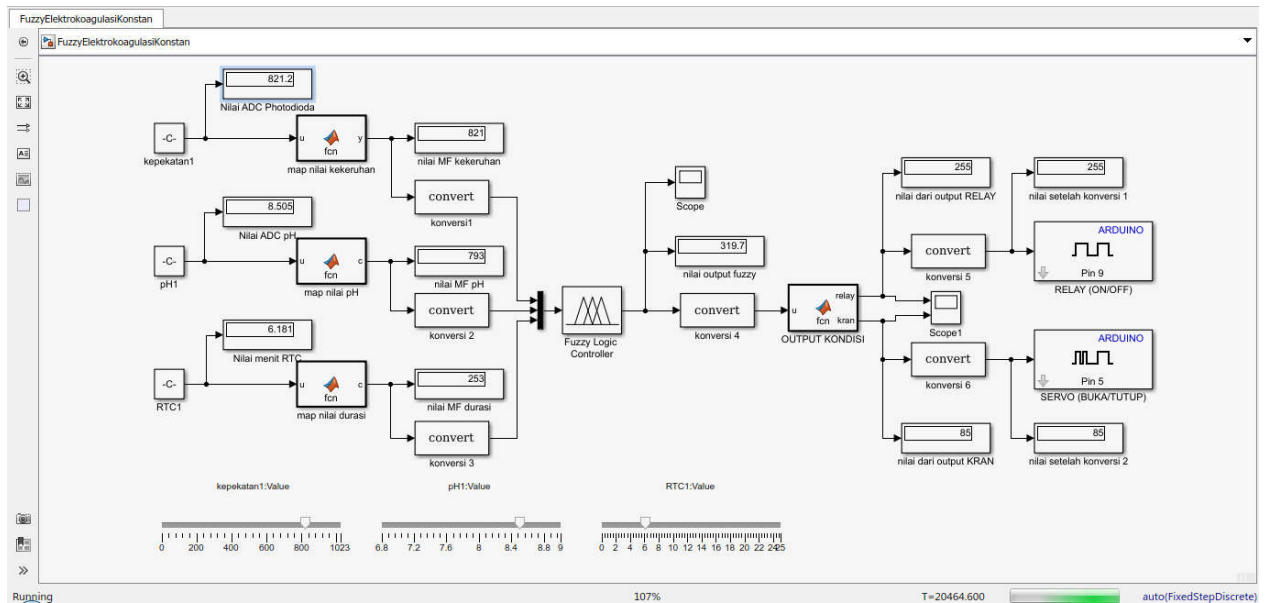 FuzzyElektrokoagulasiKonstan
FuzzyElektrokoagulasiKonstan
821.2
Nilai ADC Photodioda
-C-
kepekatan1
u
y
fcn
map nilai kekeruhan
821
nilai MF kekeruhan
convert
konversi1
8.505
Nilai ADC pH
-C-
pH1
u
c
fcn
map nilai pH
793
nilai MF pH
convert
konversi 2
6.181
Nilai menit RTC
-C-
RTC1
u
c
fcn
map nilai durasi
253
nilai MF durasi
convert
konversi 3
Fuzzy Logic
Controller
Scope
319.7
nilai output fuzzy
convert
konversi 4
u
relay
fcn kran
OUTPUT KONDISI
255
nilai dari output RELAY
255
nilai setelah konversi 1
convert
konversi 5
ARDUINO
Pin 9
RELAY (ON/OFF)
Scope1
convert
konversi 6
ARDUINO
Pin 5
SERVO (BUKA/TUTUP)
85
nilai dari output KRAN
85
nilai setelah konversi 2
kepekatan1:Value
0 200 400 600 800 1023
pH1:Value
6.8 7.2 7.6 8 8.4 8.8 9
RTC1:Value
0 2 4 6 8 10 12 14 16 18 20 22 24 25
Running
107%
T=20464.600
auto(FixedStepDiscrete)